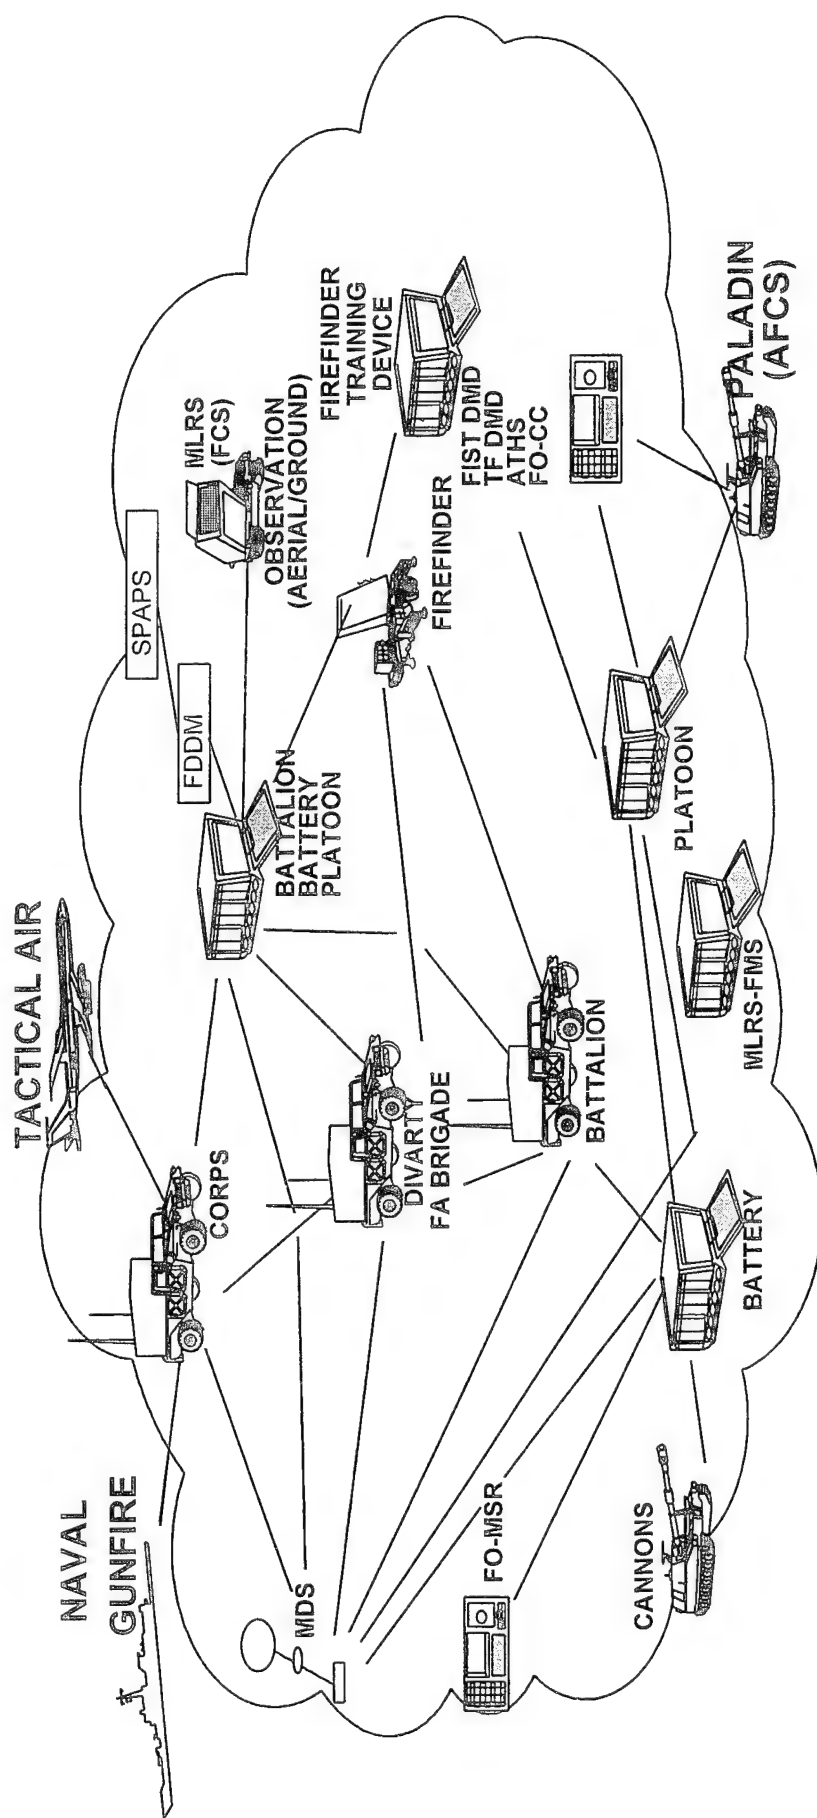 NAVAL
GUNFIRE
TACTICAL AIR
SPAPS
FDDM
MLRS
(FCS)
OBSERVATION
(AERIAL/GROUND)
CORPS
BATTALION
BATTERY
PLATOON
FIREFINDER
TRAINING
DEVICE
MDS
DIVARTY
FA BRIGADE
FIREFINDER
FIST DMD
TF DMD
ATHS
FO-CC
FO-MSR
BATTALION
PLATOON
PALADIN
(AFCS)
CANNONS
BATTERY
MLRS-FMS